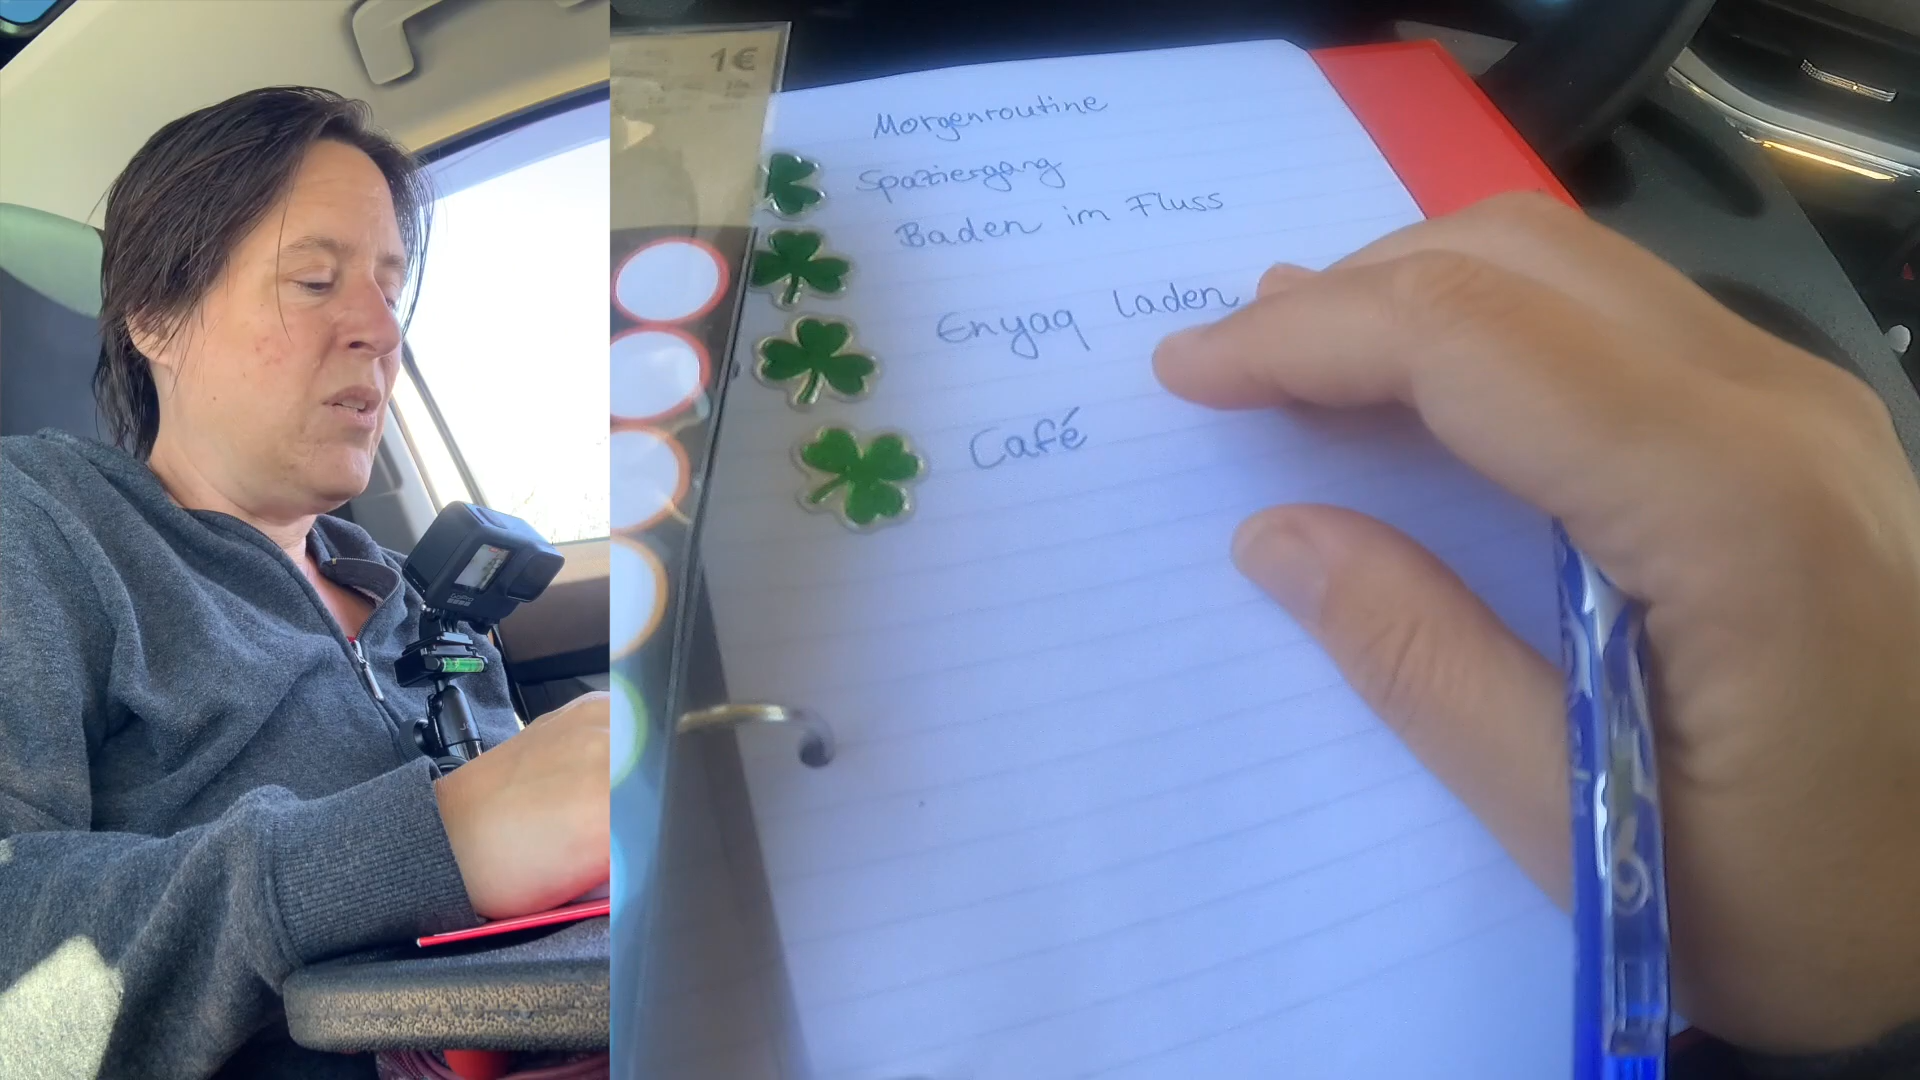 1€
Morgenroutine
Spaziergang
Baden im Fluss
Enyaq laden
Café